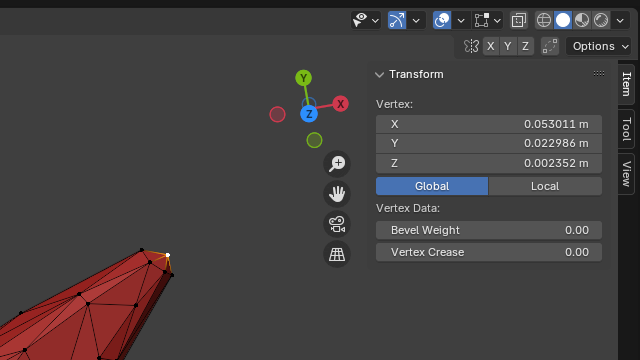 X Y Z Options
Transform
Vertex:
X 0.053011 m
Y 0.022986 m
Z 0.002352 m
Global Local
Vertex Data:
Bevel Weight 0.00
Vertex Crease 0.00
Item
Tool
View
Y
X
Z